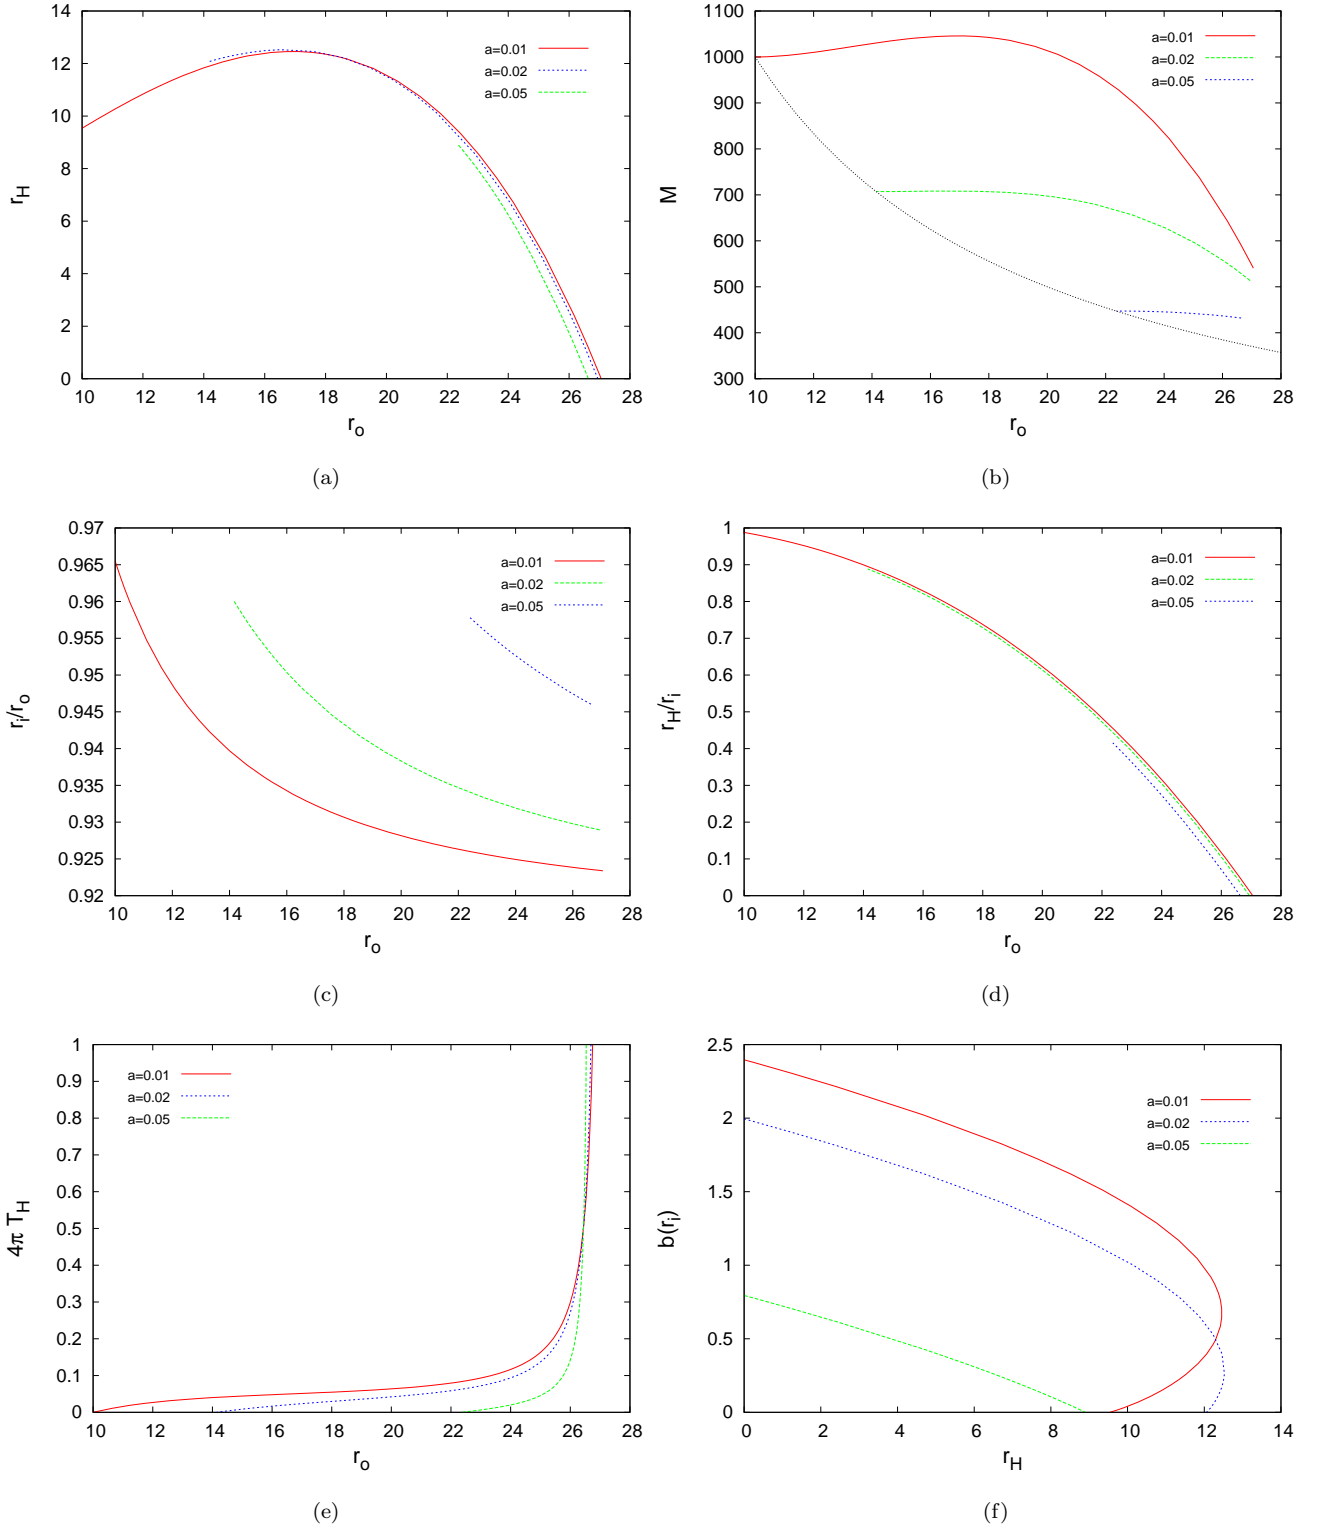 14
12
10
8
6
4
2
0
r_H
10 12 14 16 18 20 22 24 26 28
r_o
a=0.01
a=0.02
a=0.05
(a)
1100
1000
900
800
700
600
500
400
300
M
10 12 14 16 18 20 22 24 26 28
r_o
a=0.01
a=0.02
a=0.05
(b)
0.97
0.965
0.96
0.955
0.95
0.945
0.94
0.935
0.93
0.925
0.92
r_i/r_o
10 12 14 16 18 20 22 24 26 28
r_o
a=0.01
a=0.02
a=0.05
(c)
1
0.9
0.8
0.7
0.6
0.5
0.4
0.3
0.2
0.1
0
r_H/r_i
10 12 14 16 18 20 22 24 26 28
r_o
a=0.01
a=0.02
a=0.05
(d)
1
0.9
0.8
0.7
0.6
0.5
0.4
0.3
0.2
0.1
0
4π T_H
10 12 14 16 18 20 22 24 26 28
r_o
a=0.01
a=0.02
a=0.05
(e)
2.5
2
1.5
1
0.5
0
b(r_i)
0 2 4 6 8 10 12 14
r_H
a=0.01
a=0.02
a=0.05
(f)